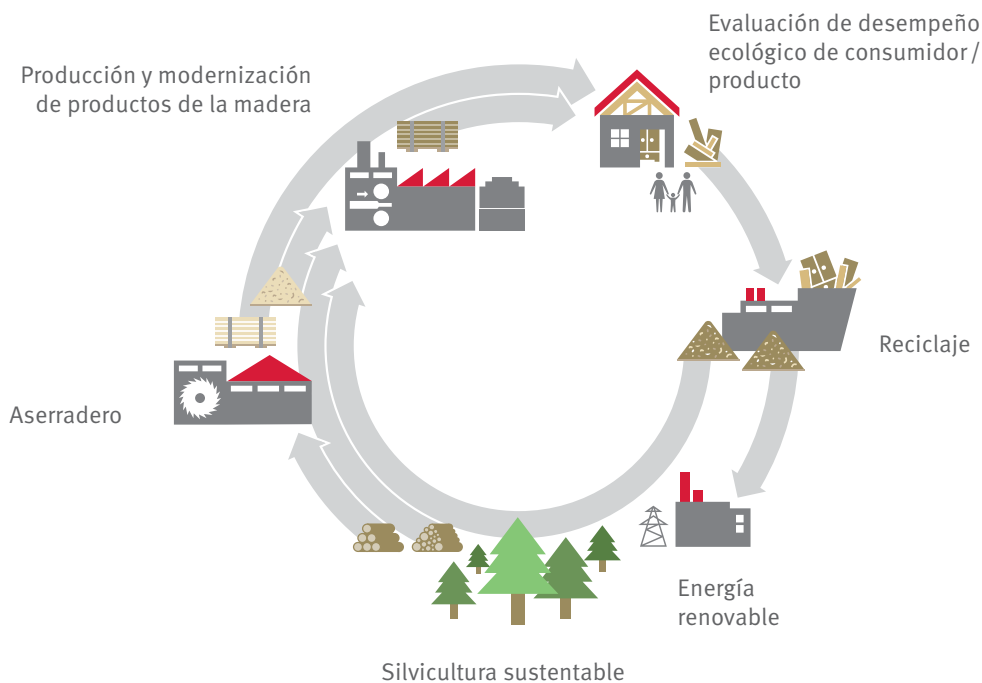 Evaluación de desempeño
ecológico de consumidor /
producto
Producción y modernización
de productos de la madera
Reciclaje
Aserradero
Energía
renovable
Silvicultura sustentable